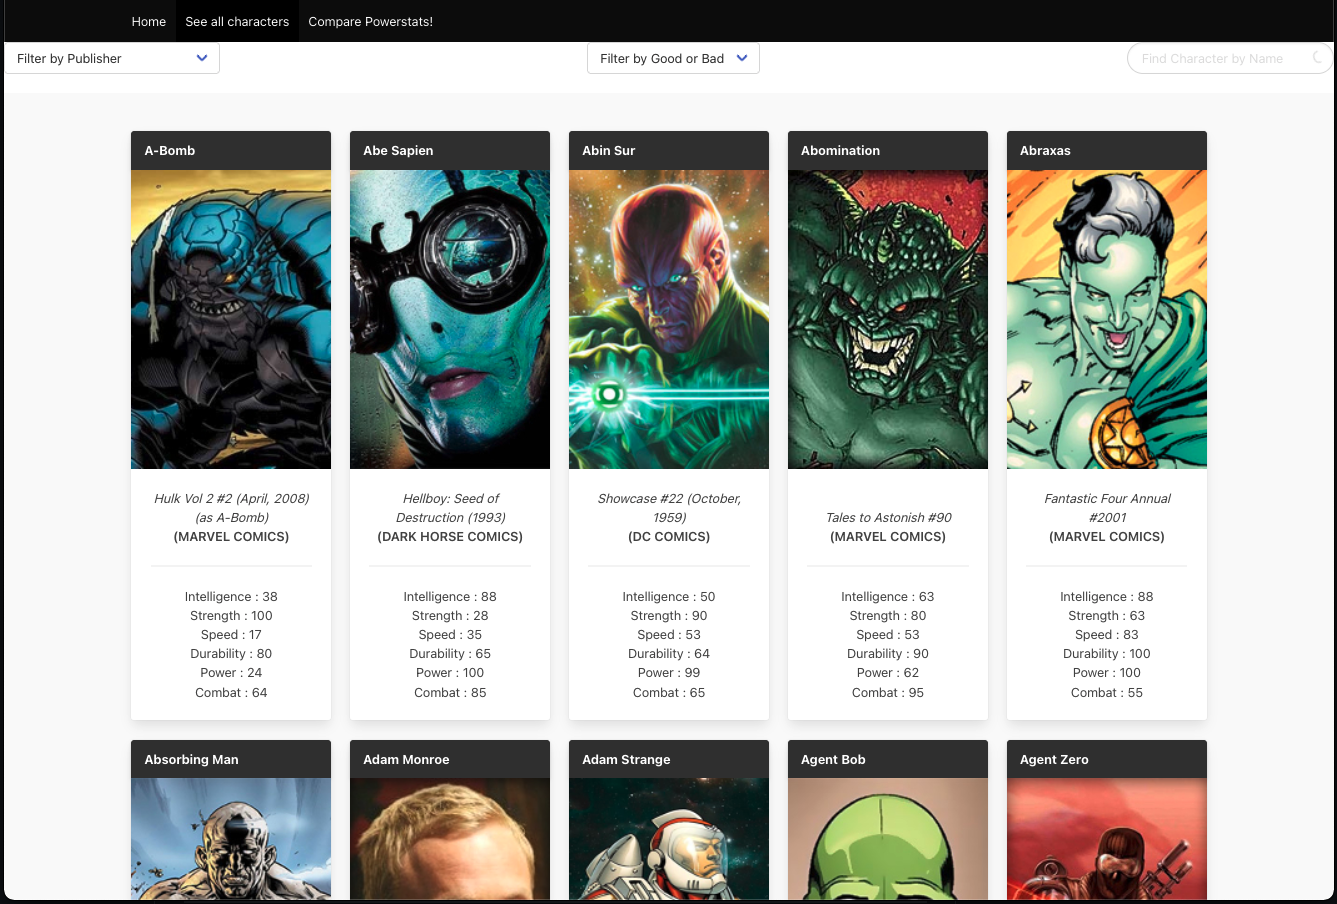 Home See all characters Compare Powerstats!
Filter by Publisher Filter by Good or Bad Find Character by Name
A-Bomb Abe Sapien Abin Sur Abomination Abraxas
Hulk Vol 2 #2 (April, 2008)
(as A-Bomb)
(MARVEL COMICS)
Intelligence : 38
Strength : 100
Speed : 17
Durability : 80
Power : 24
Combat : 64
Hellboy: Seed of
Destruction (1993)
(DARK HORSE COMICS)
Intelligence : 88
Strength : 28
Speed : 35
Durability : 65
Power : 100
Combat : 85
Showcase #22 (October,
1959)
(DC COMICS)
Intelligence : 50
Strength : 90
Speed : 53
Durability : 64
Power : 99
Combat : 65
Tales to Astonish #90
(MARVEL COMICS)
Intelligence : 63
Strength : 80
Speed : 53
Durability : 90
Power : 62
Combat : 95
Fantastic Four Annual
#2001
(MARVEL COMICS)
Intelligence : 88
Strength : 63
Speed : 83
Durability : 100
Power : 100
Combat : 55
Absorbing Man Adam Monroe Adam Strange Agent Bob Agent Zero